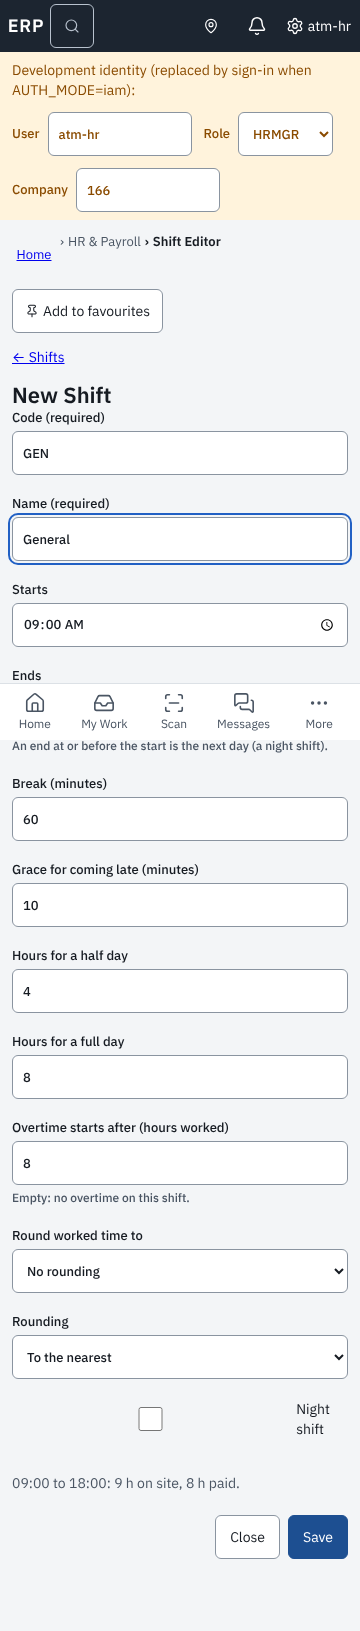 ERP
atm-hr
Development identity (replaced by sign-in when
AUTH_MODE=iam):
User
atm-hr
Role
HRMGR
Company
166
Home
› HR & Payroll › Shift Editor
Add to favourites
← Shifts
New Shift
Code (required)
GEN
Name (required)
General
Starts
09:00 AM
Ends
Home
My Work
Scan
Messages
More
An end at or before the start is the next day (a night shift).
Break (minutes)
60
Grace for coming late (minutes)
10
Hours for a half day
4
Hours for a full day
8
Overtime starts after (hours worked)
8
Empty: no overtime on this shift.
Round worked time to
No rounding
Rounding
To the nearest
Night
shift
09:00 to 18:00: 9 h on site, 8 h paid.
Close
Save